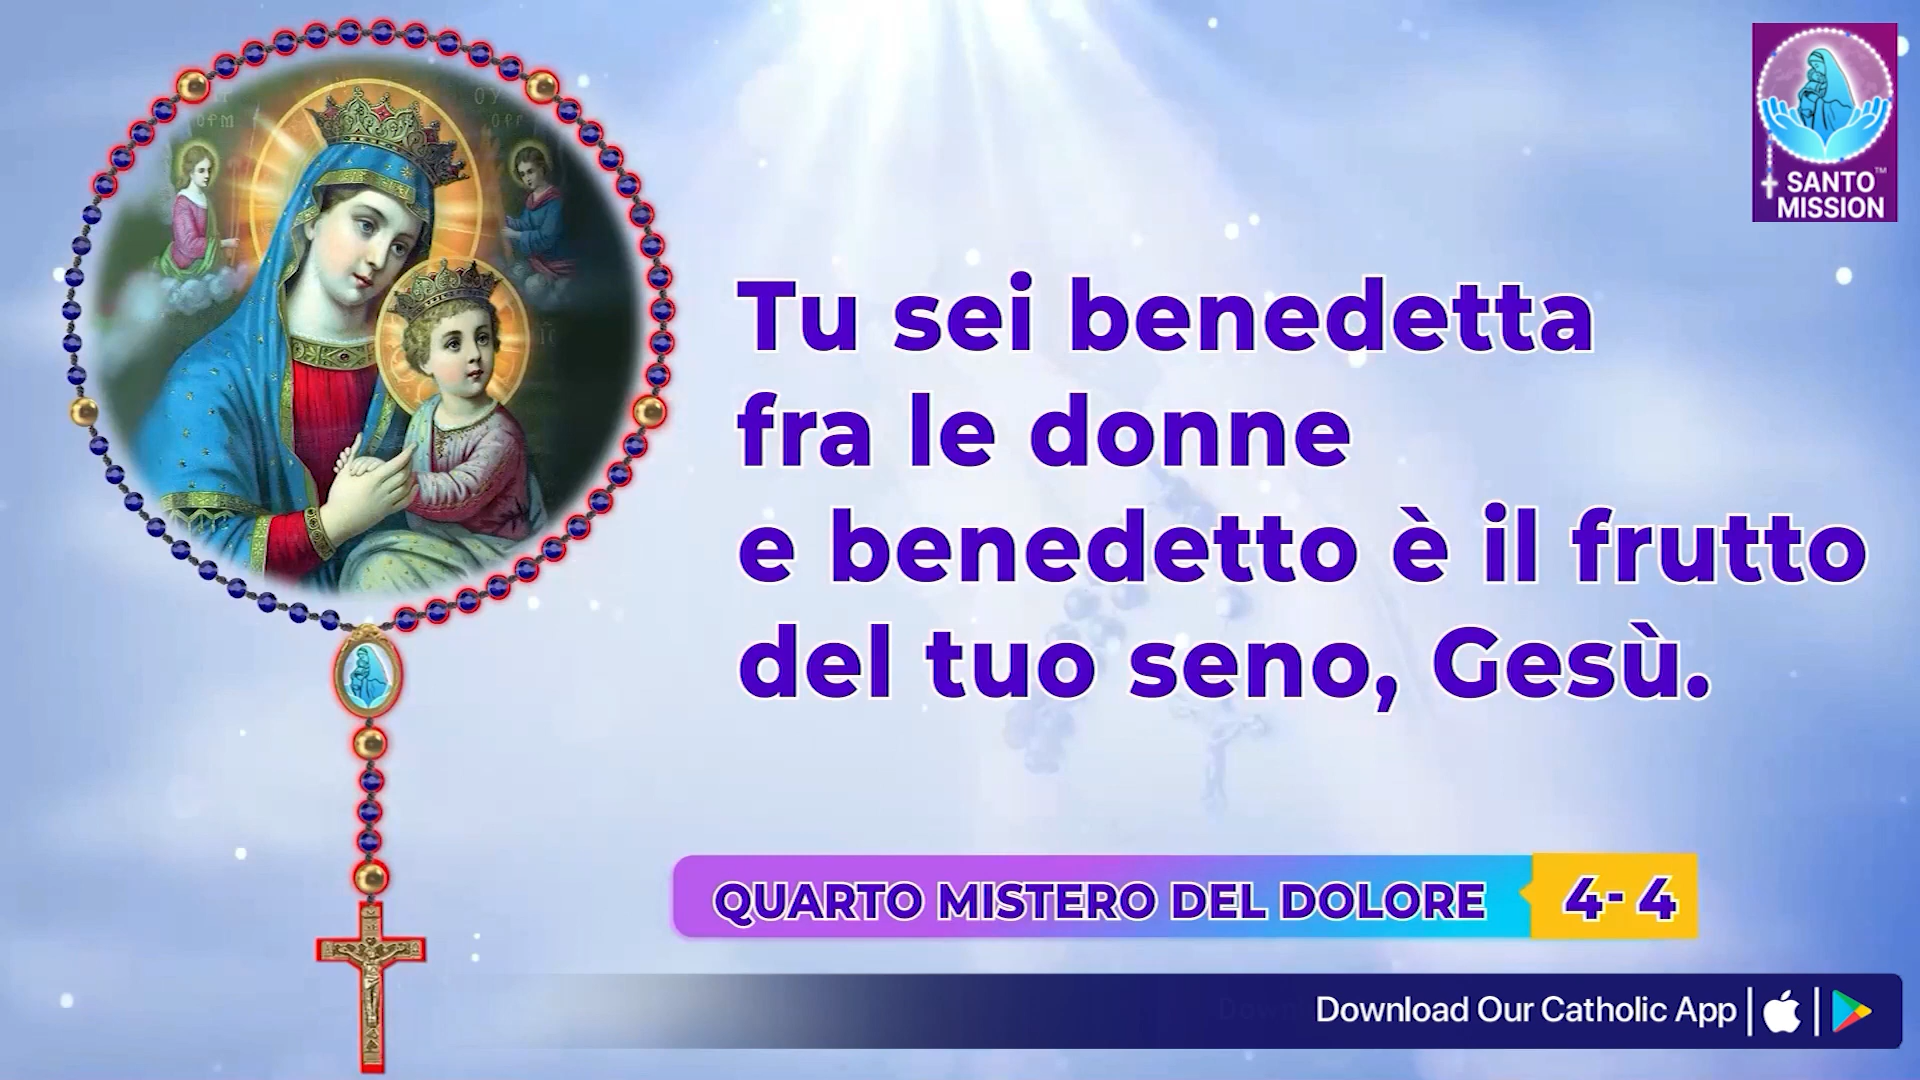 SANTO™
MISSION
Tu sei benedetta
fra le donne
e benedetto è il frutto
del tuo seno, Gesù.
QUARTO MISTERO DEL DOLORE 4- 4
Download Our Catholic App